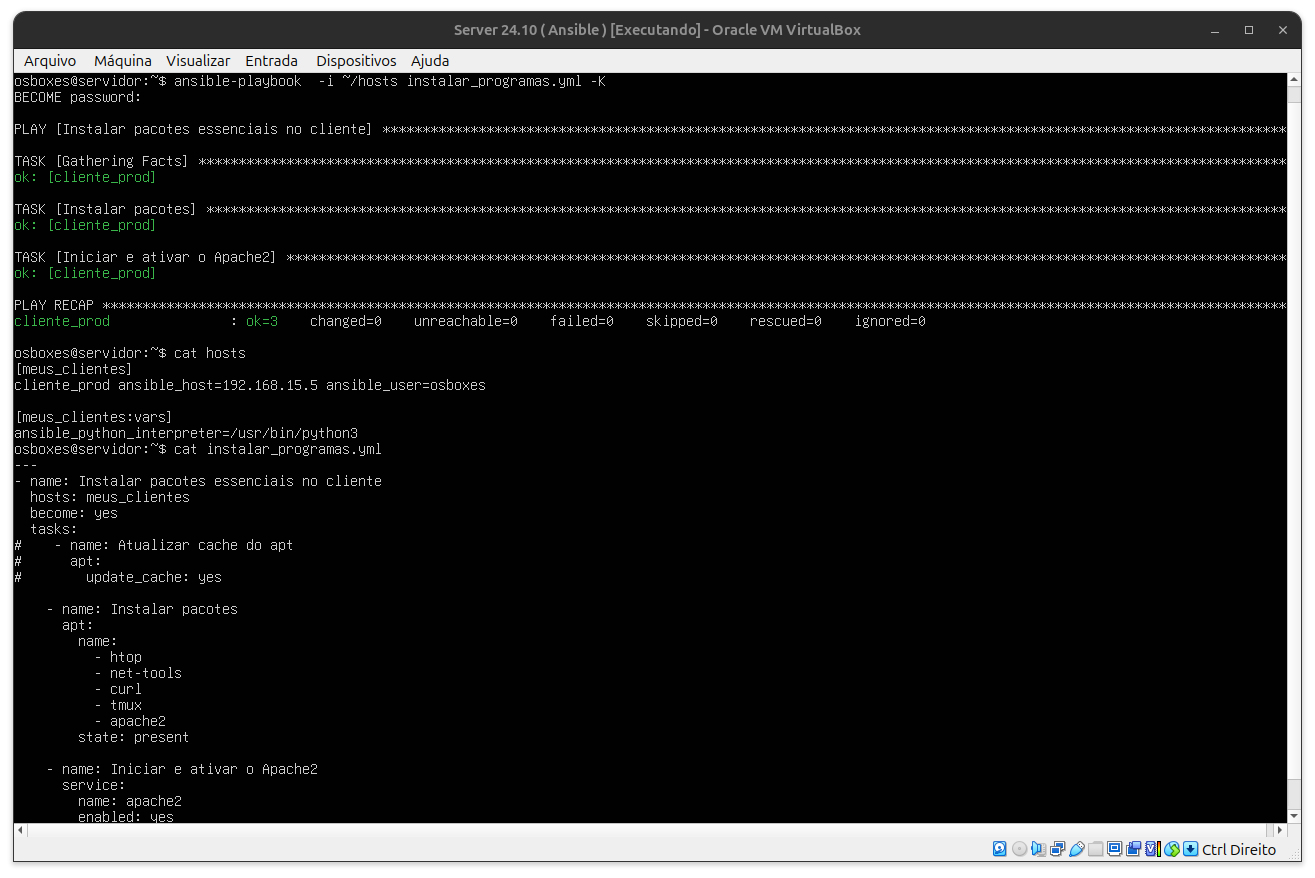 Server 24.10 ( Ansible ) [Executando] - Oracle VM VirtualBox
Arquivo Máquina Visualizar Entrada Dispositivos Ajuda
osboxes@servidor:~$ ansible-playbook  -i ~/hosts instalar_programas.yml -K
BECOME password:
PLAY [Instalar pacotes essenciais no cliente] *****************************************************************************************************************
TASK [Gathering Facts] ****************************************************************************************************************************************
ok: [cliente_prod]
TASK [Instalar pacotes] ***************************************************************************************************************************************
ok: [cliente_prod]
TASK [Iniciar e ativar o Apache2] *****************************************************************************************************************************
ok: [cliente_prod]
PLAY RECAP ****************************************************************************************************************************************************
cliente_prod               : ok=3    changed=0    unreachable=0    failed=0    skipped=0    rescued=0    ignored=0
osboxes@servidor:~$ cat hosts
[meus_clientes]
cliente_prod ansible_host=192.168.15.5 ansible_user=osboxes
[meus_clientes:vars]
ansible_python_interpreter=/usr/bin/python3
osboxes@servidor:~$ cat instalar_programas.yml
---
- name: Instalar pacotes essenciais no cliente
  hosts: meus_clientes
  become: yes
  tasks:
#    - name: Atualizar cache do apt
#      apt:
#        update_cache: yes
    - name: Instalar pacotes
      apt:
        name:
          - htop
          - net-tools
          - curl
          - tmux
          - apache2
        state: present
    - name: Iniciar e ativar o Apache2
      service:
        name: apache2
        enabled: yes
Ctrl Direito